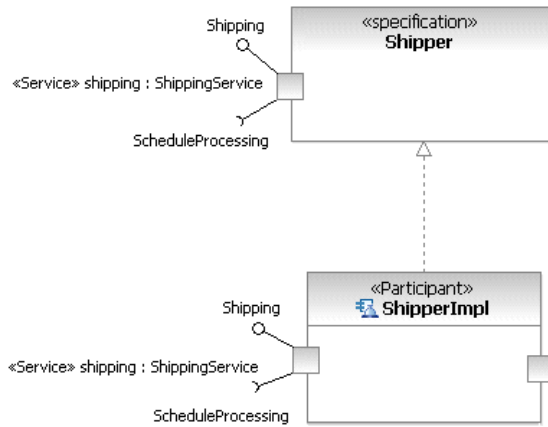 «specification»
Shipper
Shipping
«Service» shipping : ShippingService
ScheduleProcessing
«Participant»
ShipperImpl
Shipping
«Service» shipping : ShippingService
ScheduleProcessing